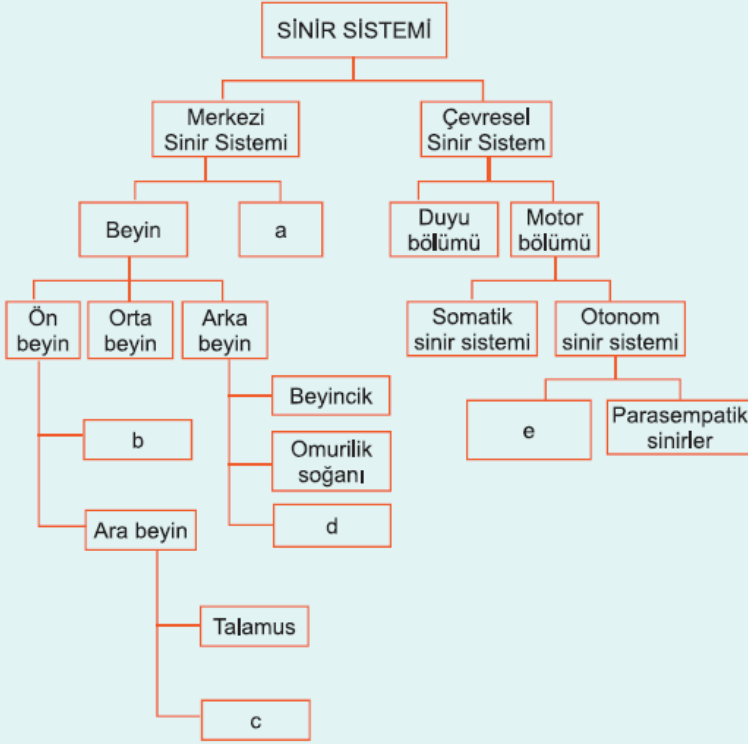 SİNİR SİSTEMİ
Merkezi
Sinir Sistemi
Çevresel
Sinir Sistem
Beyin
a
Duyu
bölümü
Motor
bölümü
Ön
beyin
Orta
beyin
Arka
beyin
Somatik
sinir sistemi
Otonom
sinir sistemi
Beyincik
b
Omurilik
soğanı
e
Parasempatik
sinirler
Ara beyin
d
Talamus
c